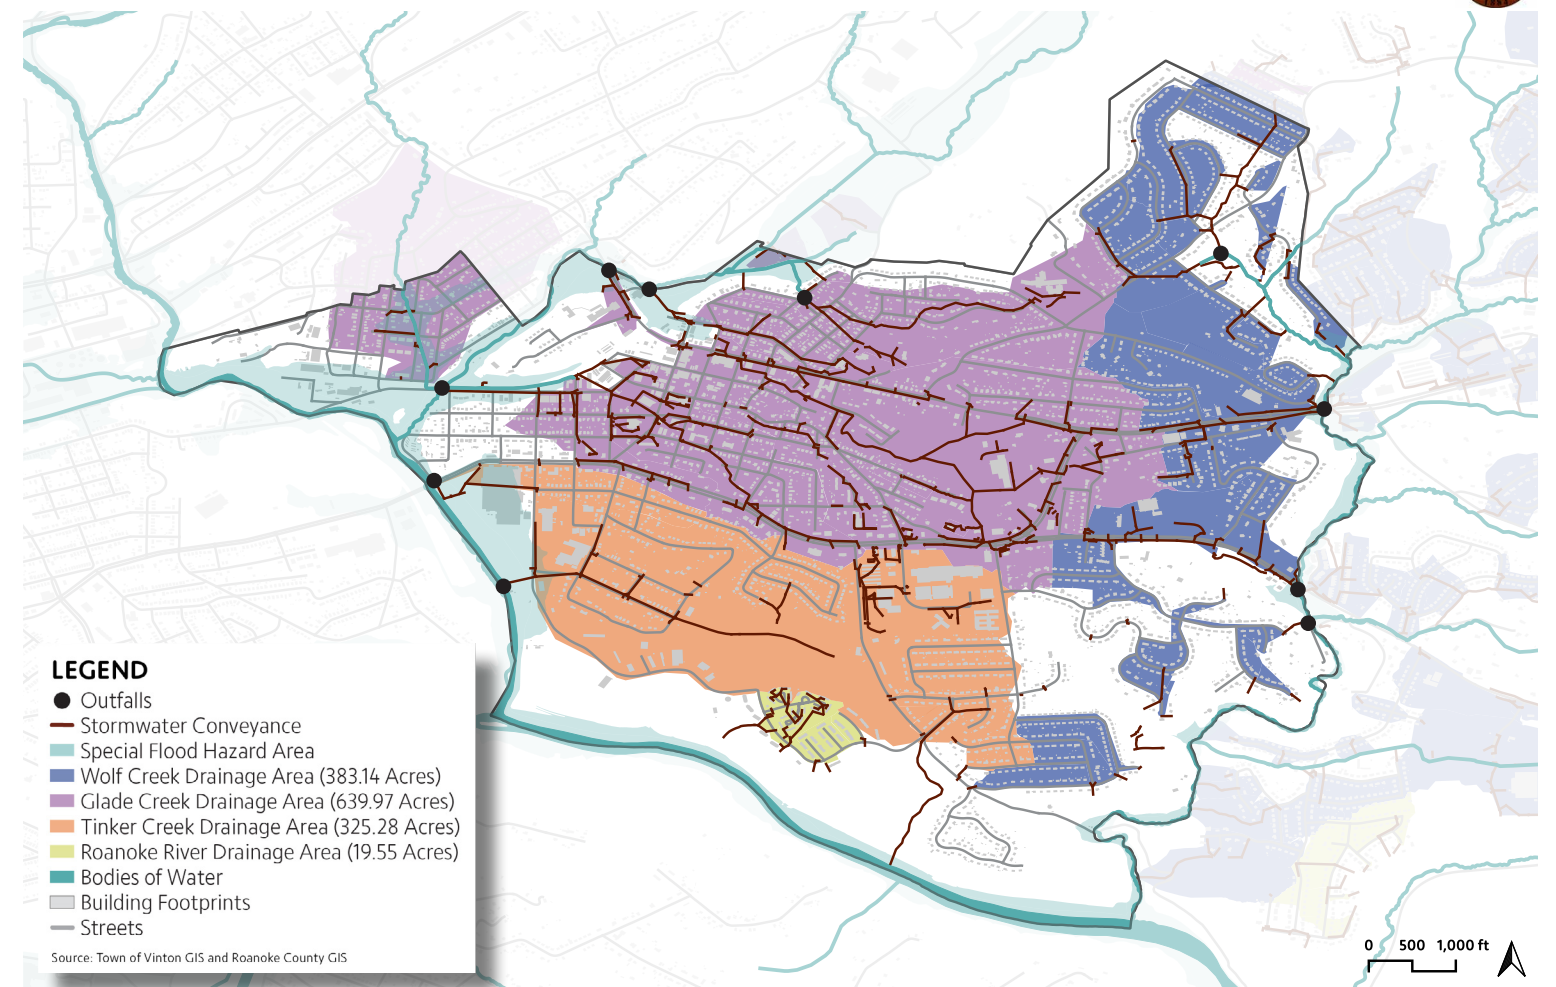 LEGEND
Outfalls
Stormwater Conveyance
Special Flood Hazard Area
Wolf Creek Drainage Area (383.14 Acres)
Glade Creek Drainage Area (639.97 Acres)
Tinker Creek Drainage Area (325.28 Acres)
Roanoke River Drainage Area (19.55 Acres)
Bodies of Water
Building Footprints
Streets
Source: Town of Vinton GIS and Roanoke County GIS
0 500 1,000 ft